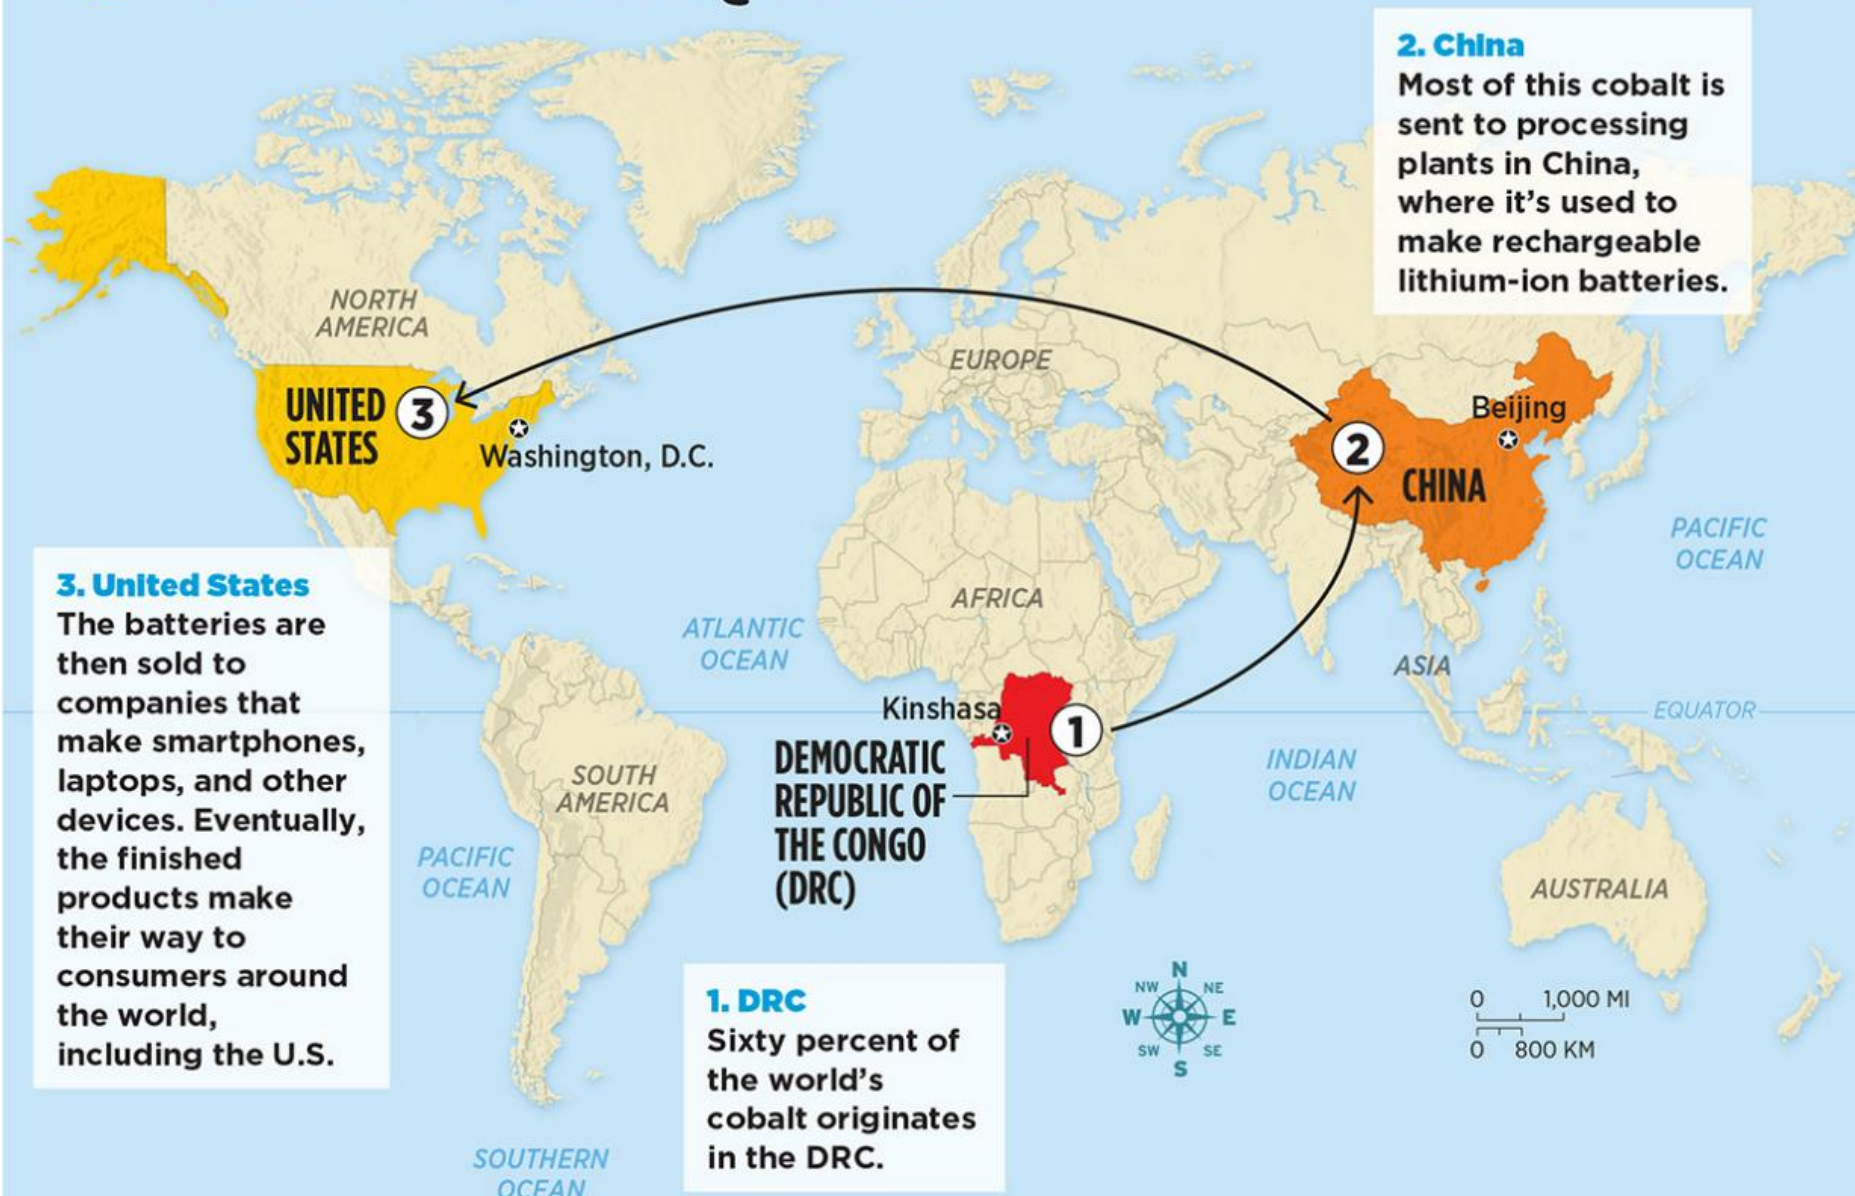 2. China
Most of this cobalt is
sent to processing
plants in China,
where it's used to
make rechargeable
lithium-ion batteries.
NORTH
AMERICA
EUROPE
UNITED
STATES
3
Washington, D.C.
Beijing
2
CHINA
PACIFIC
OCEAN
3. United States
The batteries are
then sold to
companies that
make smartphones,
laptops, and other
devices. Eventually,
the finished
products make
their way to
consumers around
the world,
including the U.S.
AFRICA
ATLANTIC
OCEAN
ASIA
Kinshasa
1
EQUATOR
DEMOCRATIC
REPUBLIC OF
THE CONGO
(DRC)
INDIAN
OCEAN
SOUTH
AMERICA
PACIFIC
OCEAN
AUSTRALIA
1. DRC
Sixty percent of
the world's
cobalt originates
in the DRC.
N
NW NE
W E
SW SE
S
0 1,000 MI
0 800 KM
SOUTHERN
OCEAN